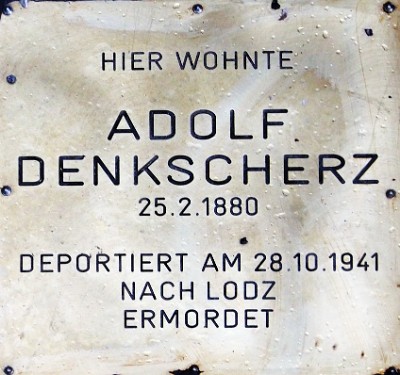 HIER WOHNTE
ADOLF
DENKSCHERZ
25.2.1880
DEPORTIERT AM 28.10.1941
NACH LODZ
ERMORDET